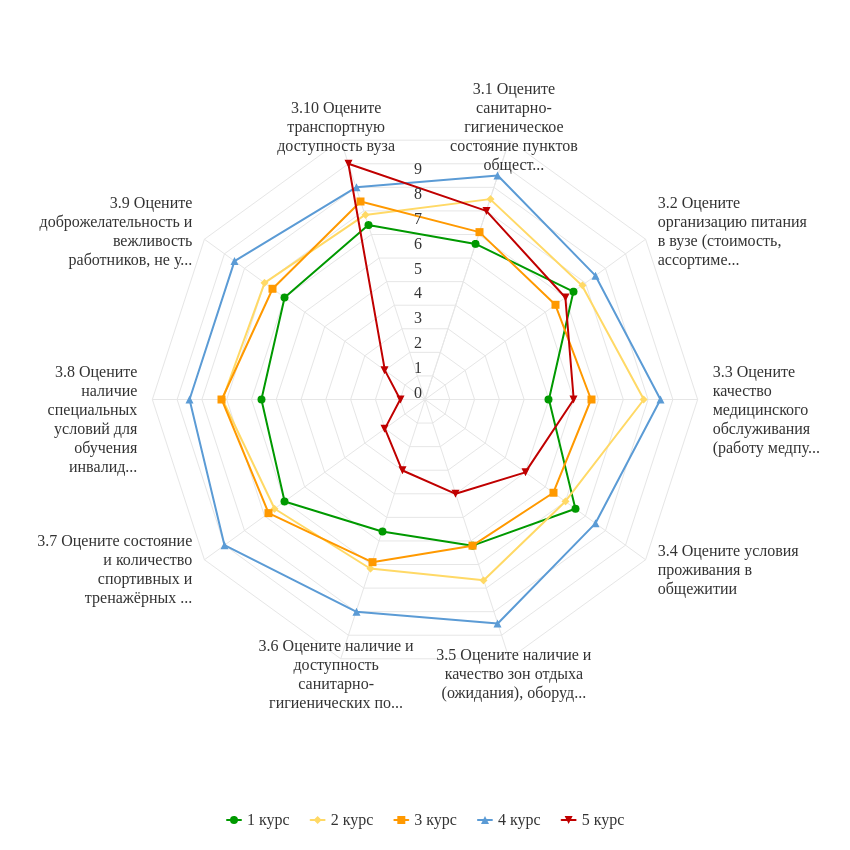 3.1 Оцените
санитарно-
гигиеническое
состояние пунктов
общест...
3.10 Оцените
транспортную
доступность вуза
9
8
7
6
5
4
3
2
1
0
3.9 Оцените
доброжелательность и
вежливость
работников, не у...
3.2 Оцените
организацию питания
в вузе (стоимость,
ассортиме...
3.8 Оцените
наличие
специальных
условий для
обучения
инвалид...
3.3 Оцените
качество
медицинского
обслуживания
(работу медпу...
3.7 Оцените состояние
и количество
спортивных и
тренажёрных ...
3.4 Оцените условия
проживания в
общежитии
3.6 Оцените наличие и
доступность
санитарно-
гигиенических по...
3.5 Оцените наличие и
качество зон отдыха
(ожидания), оборуд...
1 курс 2 курс 3 курс 4 курс 5 курс